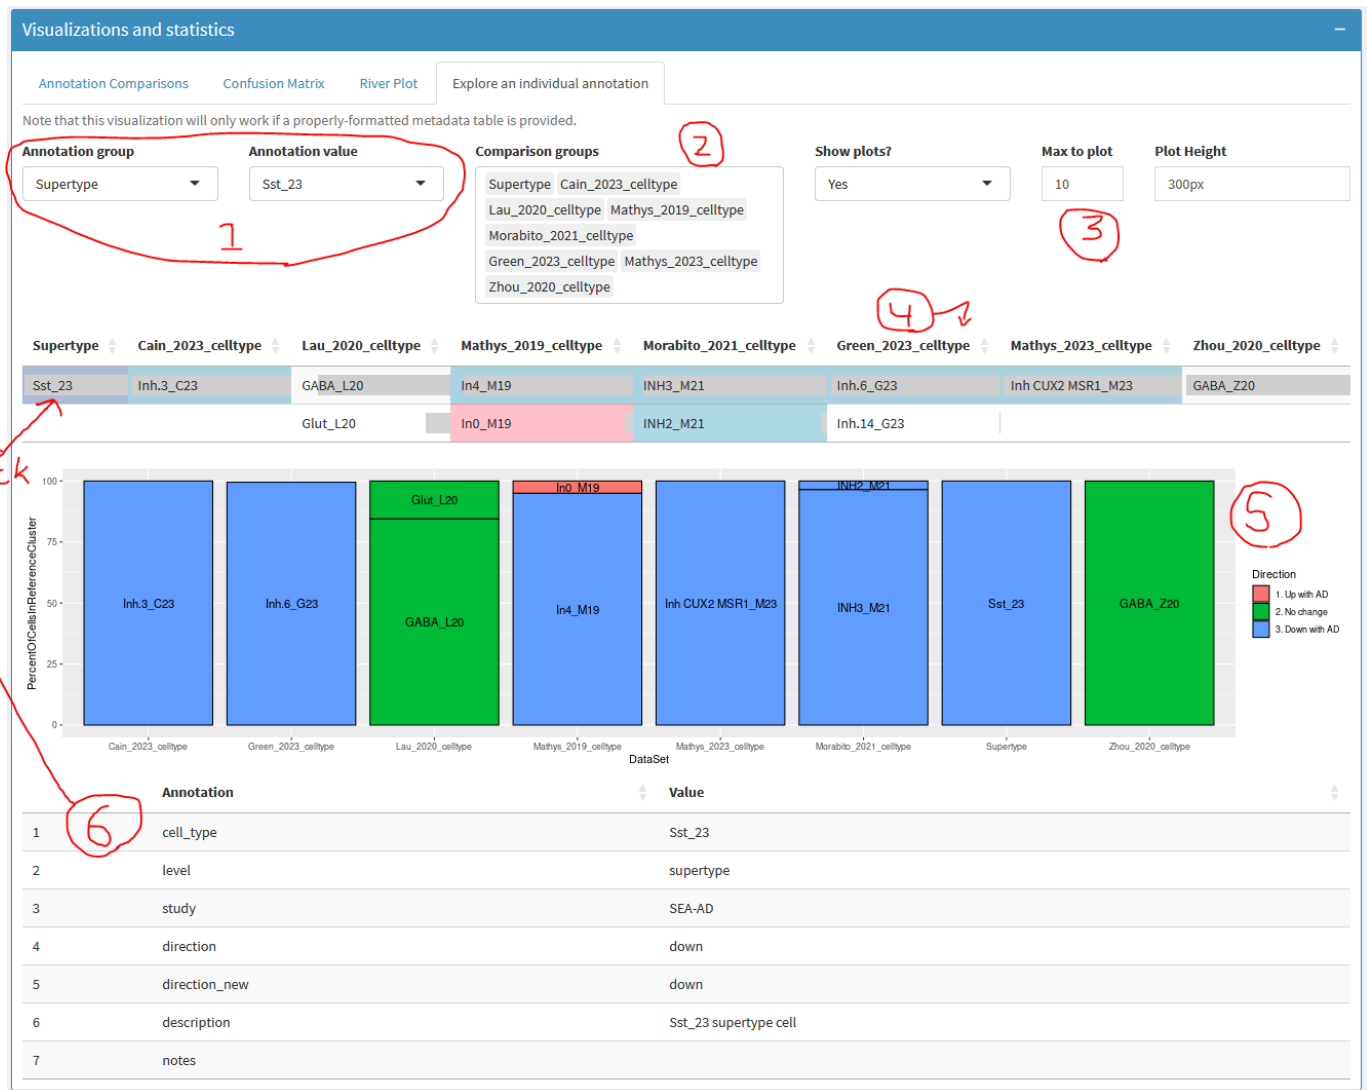 Visualizations and statistics
Annotation Comparisons Confusion Matrix River Plot Explore an individual annotation
Note that this visualization will only work if a properly-formatted metadata table is provided.
Annotation group Annotation value Comparison groups 2 Show plots? Max to plot Plot Height
Supertype Sst_23 Supertype Cain_2023_celltype Yes 10 300px
Lau_2020_celltype Mathys_2019_celltype
1 Morabito_2021_celltype 3
Green_2023_celltype Mathys_2023_celltype
Zhou_2020_celltype
4
Supertype Cain_2023_celltype Lau_2020_celltype Mathys_2019_celltype Morabito_2021_celltype Green_2023_celltype Mathys_2023_celltype Zhou_2020_celltype
Sst_23 Inh.3_C23 GABA_L20 In4_M19 INH3_M21 Inh.6_G23 Inh CUX2 MSR1_M23 GABA_Z20
Glut_L20 In0_M19 INH2_M21 Inh.14_G23
PercentOfCellsInReferenceCluster
100
75
50
25
0
Glut_L20 In0_M19 INH2_M21
Inh.3_C23 Inh.6_G23 GABA_L20 In4_M19 Inh CUX2 MSR1_M23 INH3_M21 Sst_23 GABA_Z20
5
Direction
1. Up with AD
2. No change
3. Down with AD
Cain_2023_celltype Green_2023_celltype Lau_2020_celltype Mathys_2019_celltype Mathys_2023_celltype Morabito_2021_celltype Supertype Zhou_2020_celltype
DataSet
6
Annotation Value
1 cell_type Sst_23
2 level supertype
3 study SEA-AD
4 direction down
5 direction_new down
6 description Sst_23 supertype cell
7 notes